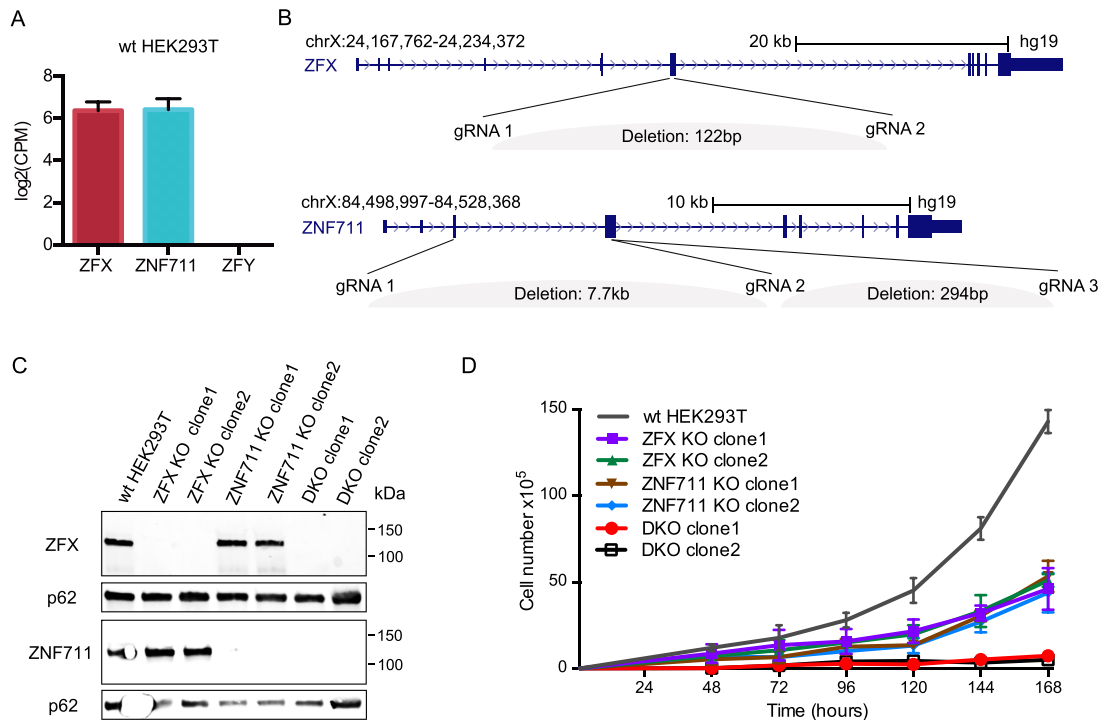 A
wt HEK293T
log2(CPM)
8
6
4
2
0
ZFX
ZNF711
ZFY
B
chrX:24,167,762-24,234,372
20 kb
hg19
ZFX
gRNA 1
Deletion: 122bp
gRNA 2
chrX:84,498,997-84,528,368
10 kb
hg19
ZNF711
gRNA 1
Deletion: 7.7kb
gRNA 2
Deletion: 294bp
gRNA 3
C
wt HEK293T
ZFX KO clone1
ZFX KO clone2
ZNF711 KO clone1
ZNF711 KO clone2
DKO clone1
DKO clone2
kDa
ZFX
150
100
p62
ZNF711
150
100
p62
D
Cell number x10⁵
150
100
50
0
wt HEK293T
ZFX KO clone1
ZFX KO clone2
ZNF711 KO clone1
ZNF711 KO clone2
DKO clone1
DKO clone2
24
48
72
96
120
144
168
Time (hours)